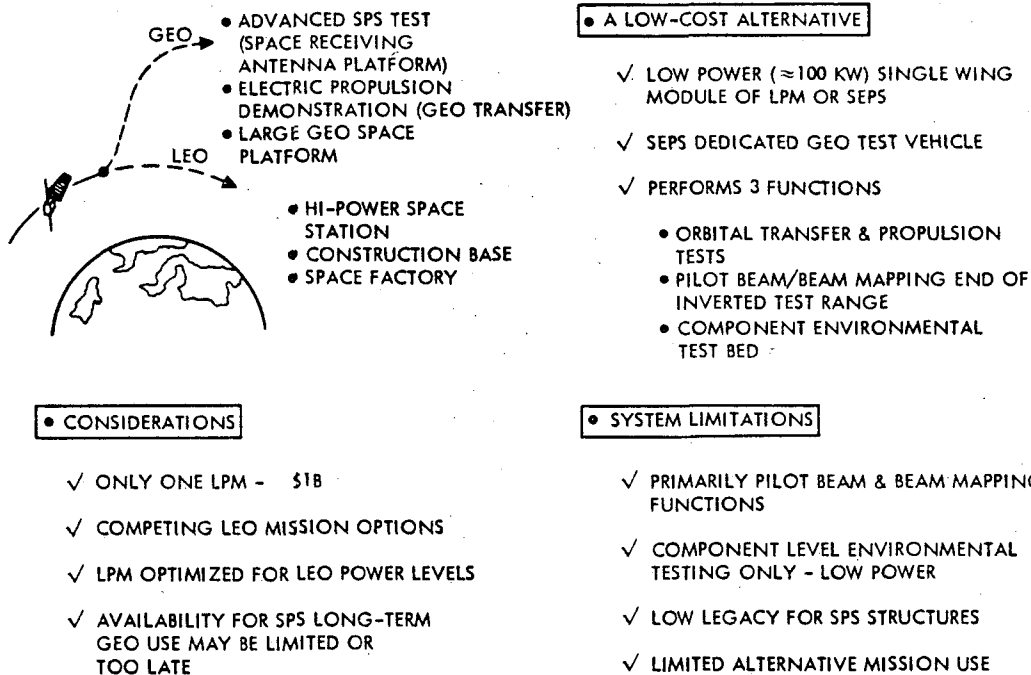 GEO
• ADVANCED SPS TEST
(SPACE RECEIVING
ANTENNA PLATFORM)
• ELECTRIC PROPULSION
DEMONSTRATION (GEO TRANSFER)
• LARGE GEO SPACE
PLATFORM
LEO
• HI-POWER SPACE
STATION
• CONSTRUCTION BASE
• SPACE FACTORY
• A LOW-COST ALTERNATIVE
√ LOW POWER (≈100 KW) SINGLE WING
MODULE OF LPM OR SEPS
√ SEPS DEDICATED GEO TEST VEHICLE
√ PERFORMS 3 FUNCTIONS
• ORBITAL TRANSFER & PROPULSION
TESTS
• PILOT BEAM/BEAM MAPPING END OF
INVERTED TEST RANGE
• COMPONENT ENVIRONMENTAL
TEST BED
• CONSIDERATIONS
√ ONLY ONE LPM - $1B
√ COMPETING LEO MISSION OPTIONS
√ LPM OPTIMIZED FOR LEO POWER LEVELS
√ AVAILABILITY FOR SPS LONG-TERM
GEO USE MAY BE LIMITED OR
TOO LATE
• SYSTEM LIMITATIONS
√ PRIMARILY PILOT BEAM & BEAM MAPPING
FUNCTIONS
√ COMPONENT LEVEL ENVIRONMENTAL
TESTING ONLY - LOW POWER
√ LOW LEGACY FOR SPS STRUCTURES
√ LIMITED ALTERNATIVE MISSION USE